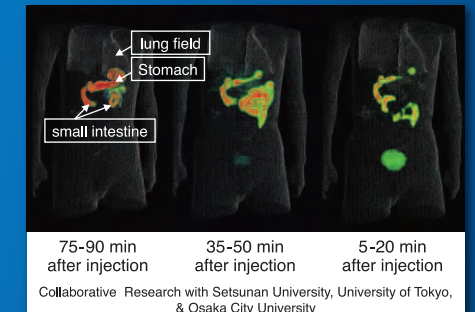 lung field
Stomach
small intestine
75-90 min
after injection
35-50 min
after injection
5-20 min
after injection
Collaborative Research with Setsunan University, University of Tokyo,
& Osaka City University